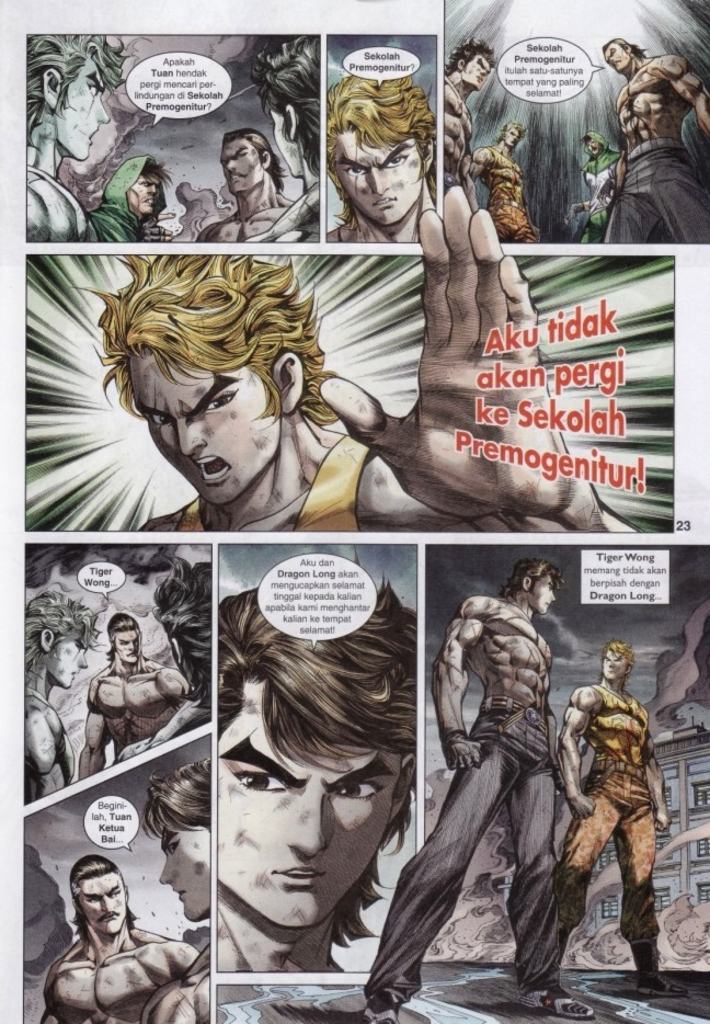 Apakah
Tuan hendak
pergi mencari per-
lindungan di Sekolah
Premogenitur?
Sekolah
Premogenitur?
Sekolah
Premogenitur
itulah satu-satunya
tempat yang paling
selamat!
Aku tidak
akan pergi
ke Sekolah
Premogenitur!
23
Tiger
Wong...
Aku dan
Dragon Long akan
mengucapkan selamat
tinggal kepada kalian
apabila kami menghantar
kalian ke tempat
selamat!
Tiger Wong
memang tidak akan
berpisah dengan
Dragon Long...
Begini-
lah, Tuan
Ketua
Bai...